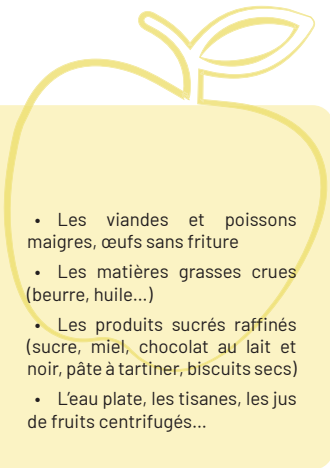 • Les viandes et poissons
maigres, œufs sans friture
• Les matières grasses crues
(beurre, huile...)
• Les produits sucrés raffinés
(sucre, miel, chocolat au lait et
noir, pâte à tartiner, biscuits secs)
• L'eau plate, les tisanes, les jus
de fruits centrifugés...